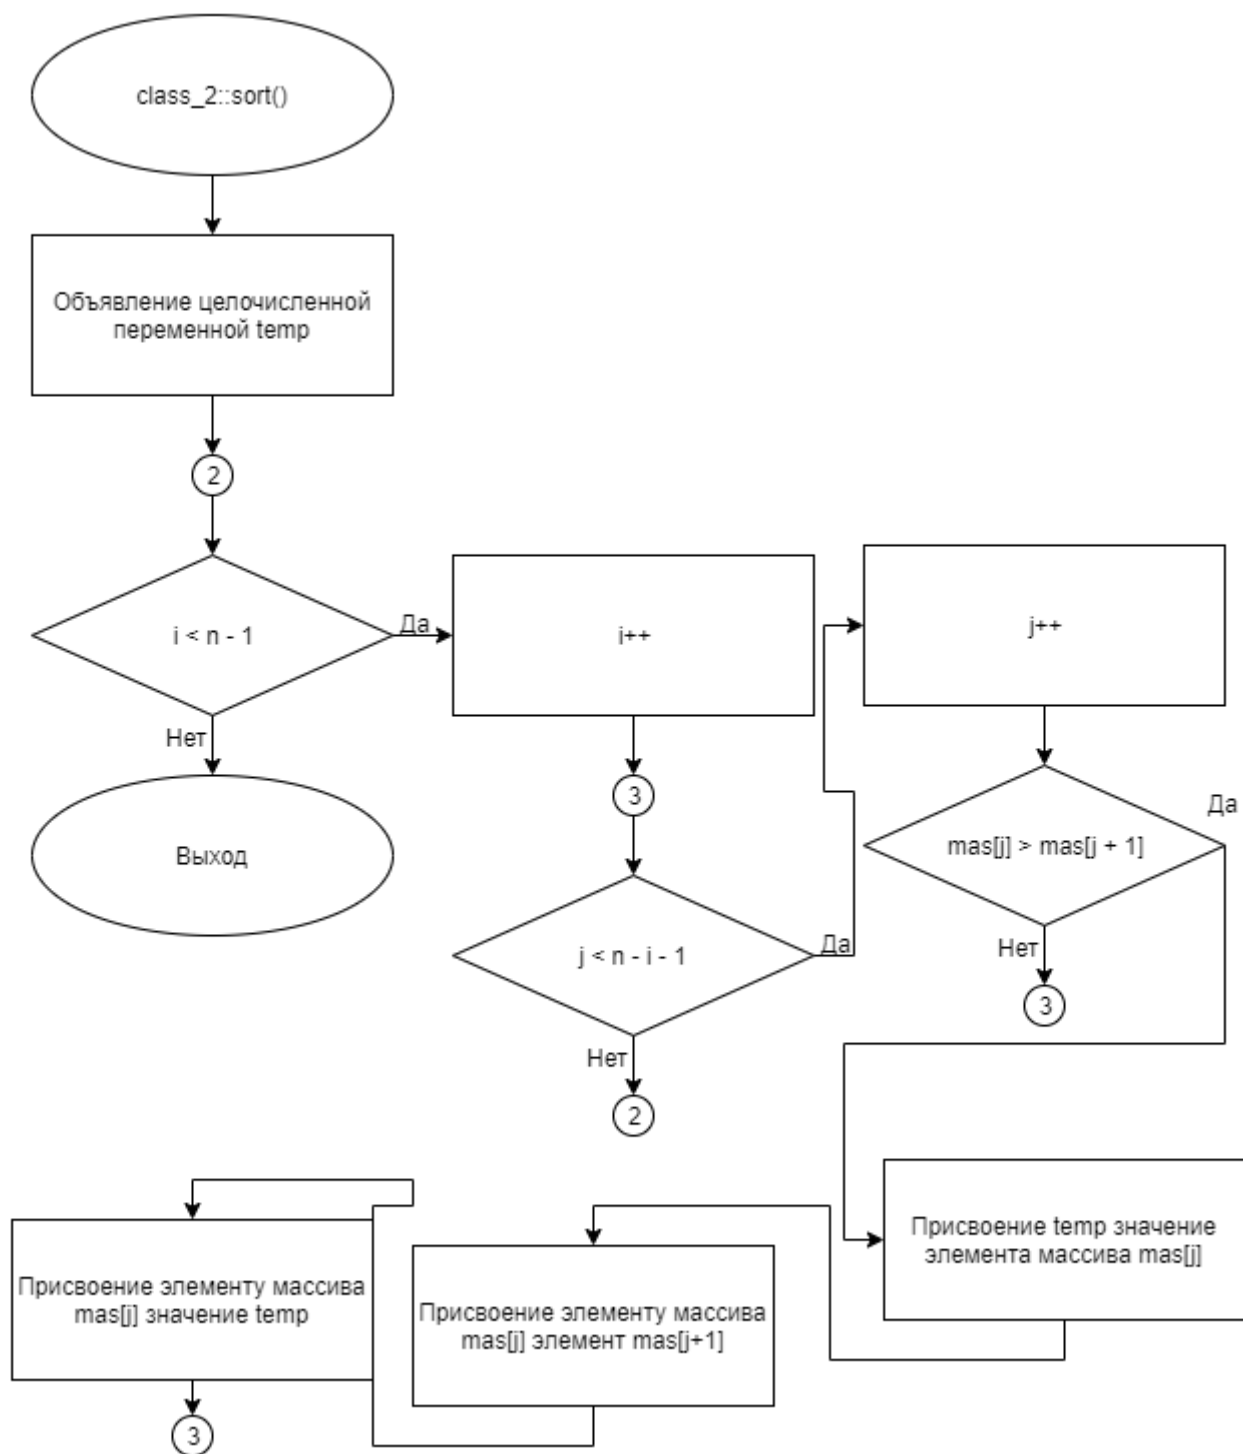 class_2::sort()
Объявление целочисленной
переменной temp
2
i < n - 1
Да
Нет
Выход
i++
3
j < n - i - 1
Да
Нет
2
j++
mas[j] > mas[j + 1]
Да
Нет
3
Присвоение temp значение
элемента массива mas[j]
Присвоение элементу массива
mas[j] элемент mas[j+1]
Присвоение элементу массива
mas[j] значение temp
3